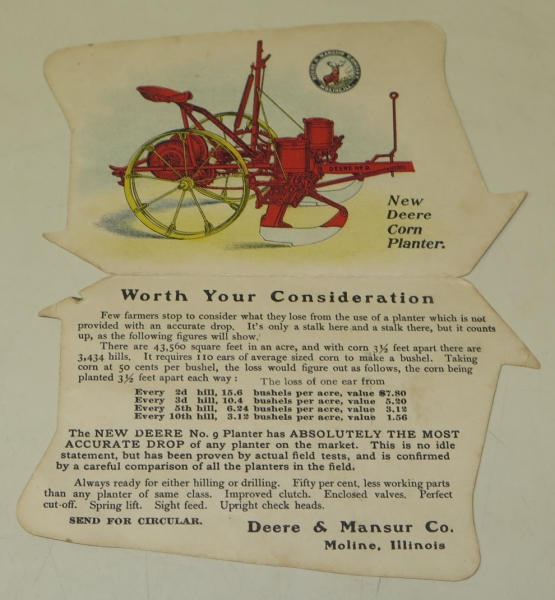 DEERE & MANSUR COMPANY
MOLINE, ILL.
DEERE Nº 9
New
Deere
Corn
Planter.
Worth Your Consideration
Few farmers stop to consider what they lose from the use of a planter which is not
provided with an accurate drop. It's only a stalk here and a stalk there, but it counts
up, as the following figures will show.
There are 43,560 square feet in an acre, and with corn 3½ feet apart there are
3,434 hills. It requires 110 ears of average sized corn to make a bushel. Taking
corn at 50 cents per bushel, the loss would figure out as follows, the corn being
planted 3½ feet apart each way: The loss of one ear from
Every 2d hill, 15.6 bushels per acre, value $7.80
Every 3d hill, 10.4 bushels per acre, value 5.20
Every 5th hill, 6.24 bushels per acre, value 3.12
Every 10th hill, 3.12 bushels per acre, value 1.56
The NEW DEERE No. 9 Planter has ABSOLUTELY THE MOST
ACCURATE DROP of any planter on the market. This is no idle
statement, but has been proven by actual field tests, and is confirmed
by a careful comparison of all the planters in the field.
Always ready for either hilling or drilling. Fifty per cent, less working parts
than any planter of same class. Improved clutch. Enclosed valves. Perfect
cut-off. Spring lift. Sight feed. Upright check heads.
SEND FOR CIRCULAR.
Deere & Mansur Co.
Moline, Illinois